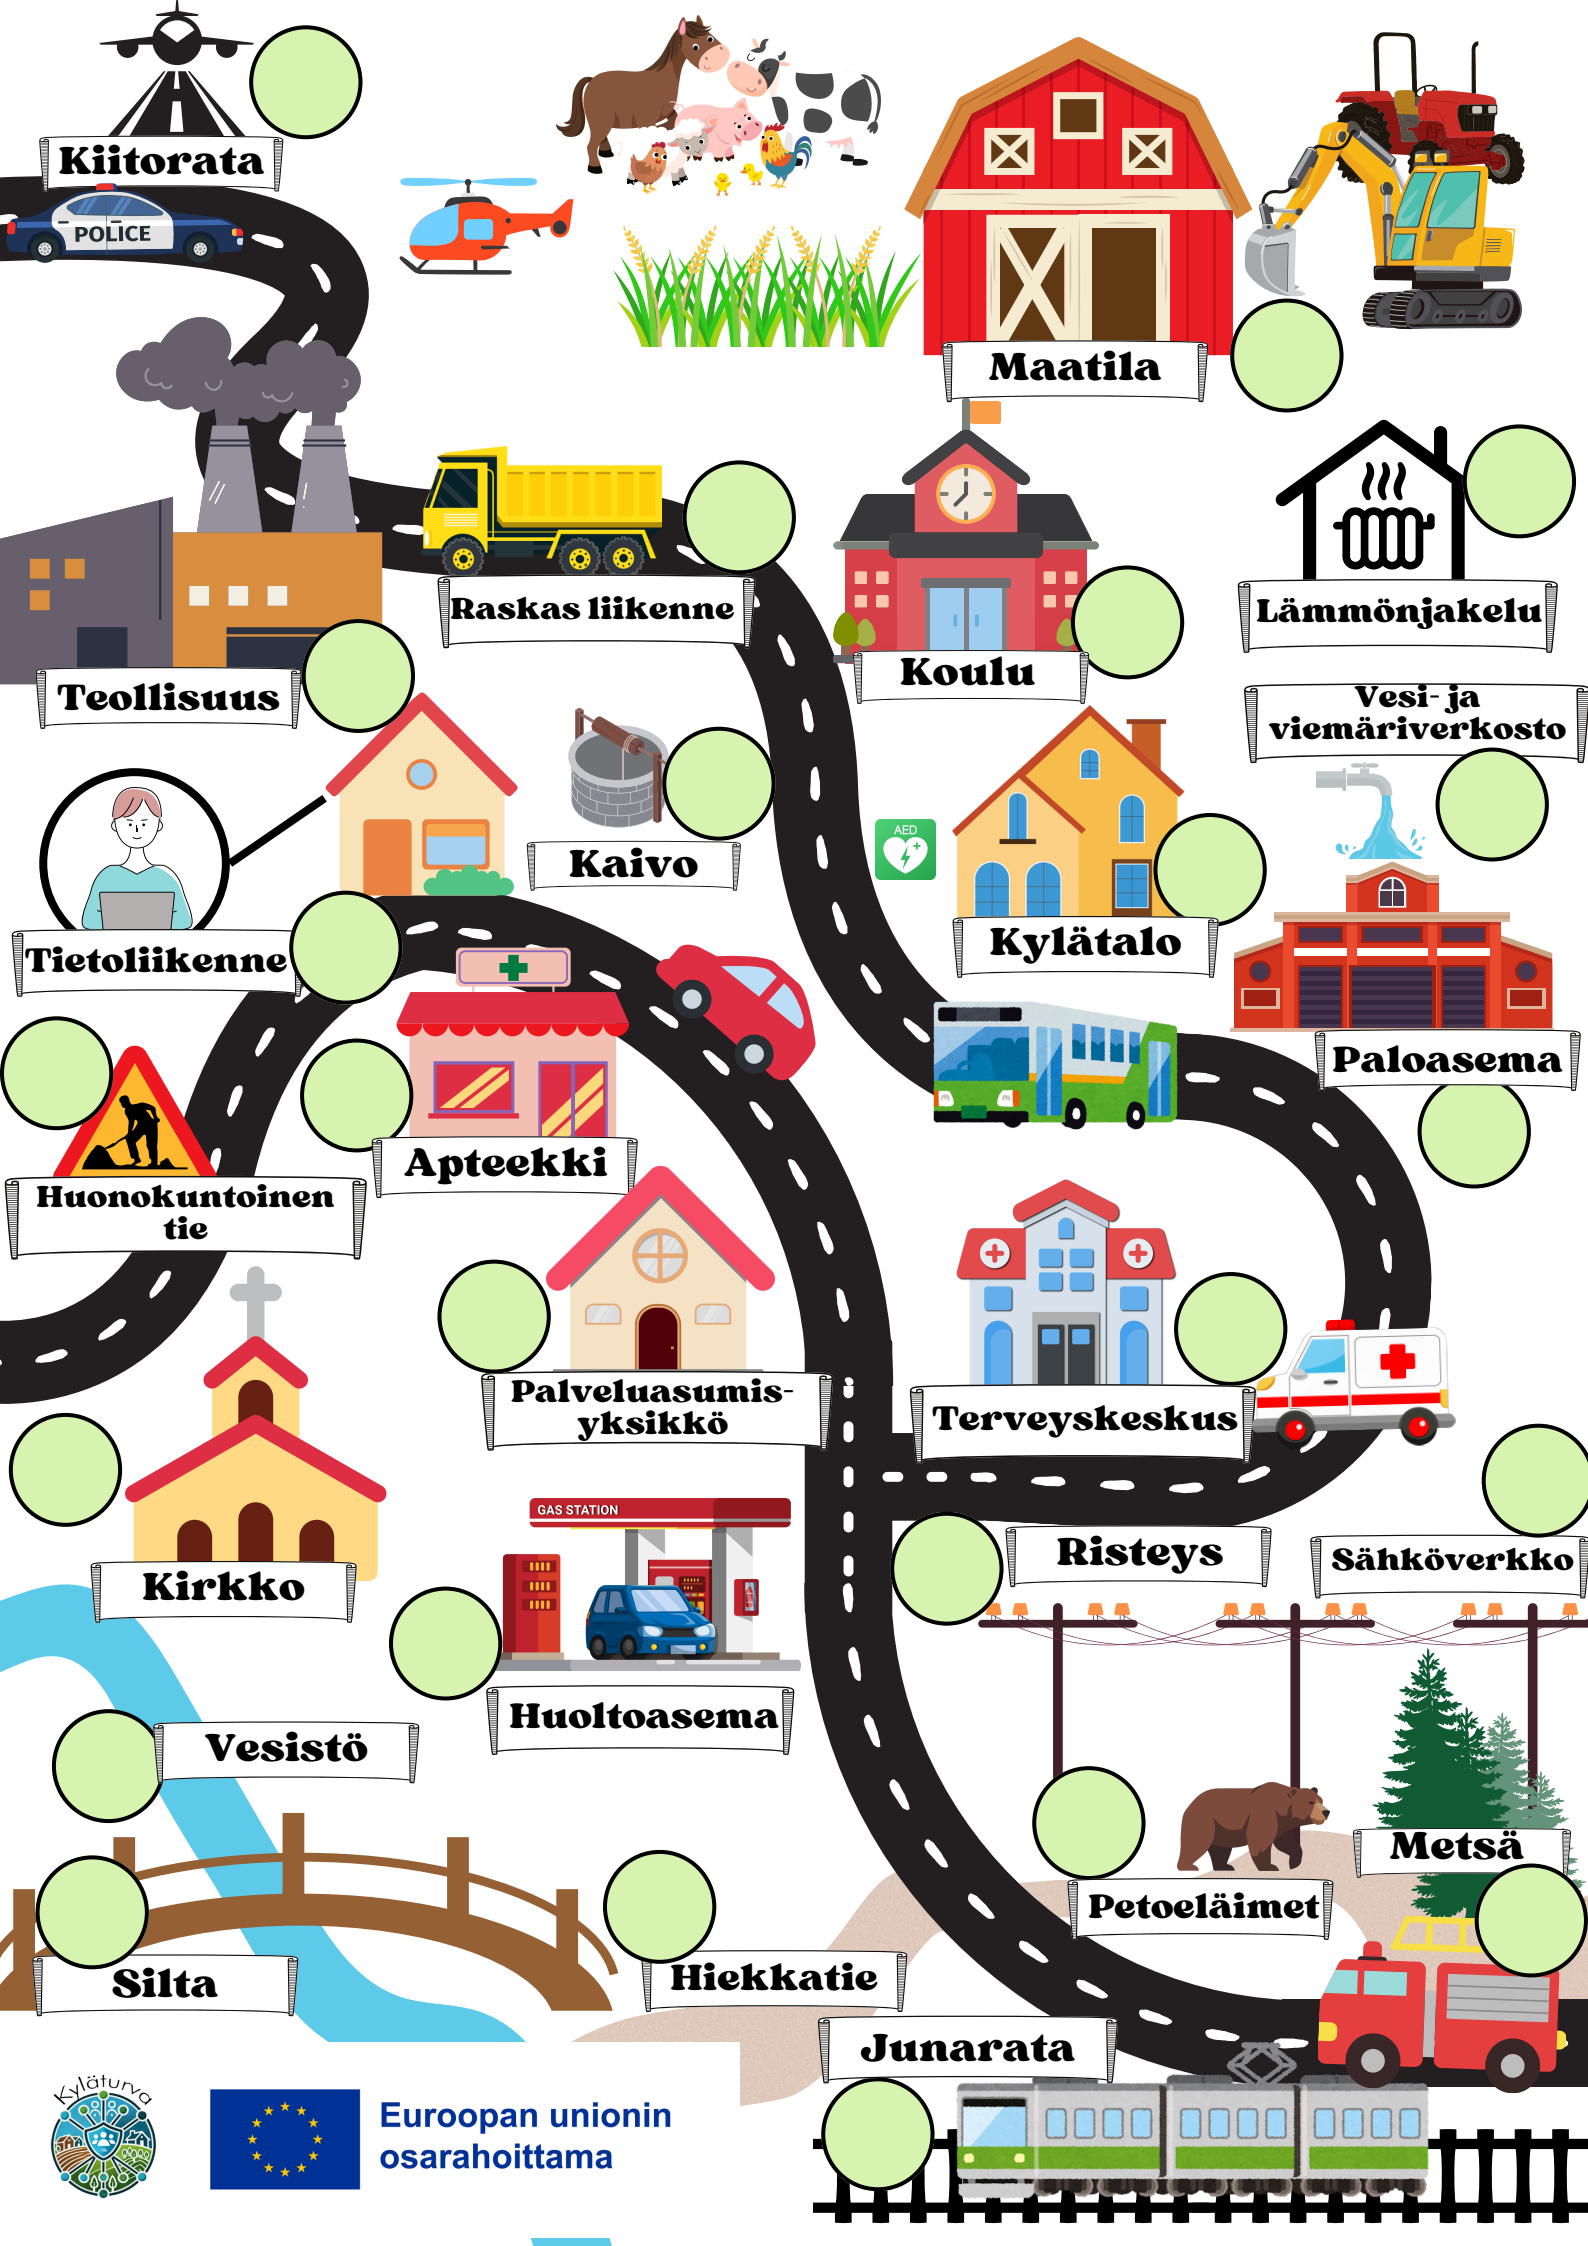 Kiitorata
POLICE
Maatila
Raskas liikenne
Koulu
Lämmönjakelu
Teollisuus
Vesi- ja
viemäriverkosto
Kaivo
AED
Kylätalo
Tietoliikenne
Paloasema
Apteekki
Huonokuntoinen
tie
Palveluasumis-
yksikkö
Terveyskeskus
GAS STATION
Risteys
Sähköverkko
Kirkko
Huoltoasema
Vesistö
Metsä
Petoeläimet
Silta
Hiekkatie
Junarata
Kyläturva
Euroopan unionin
osarahoittama